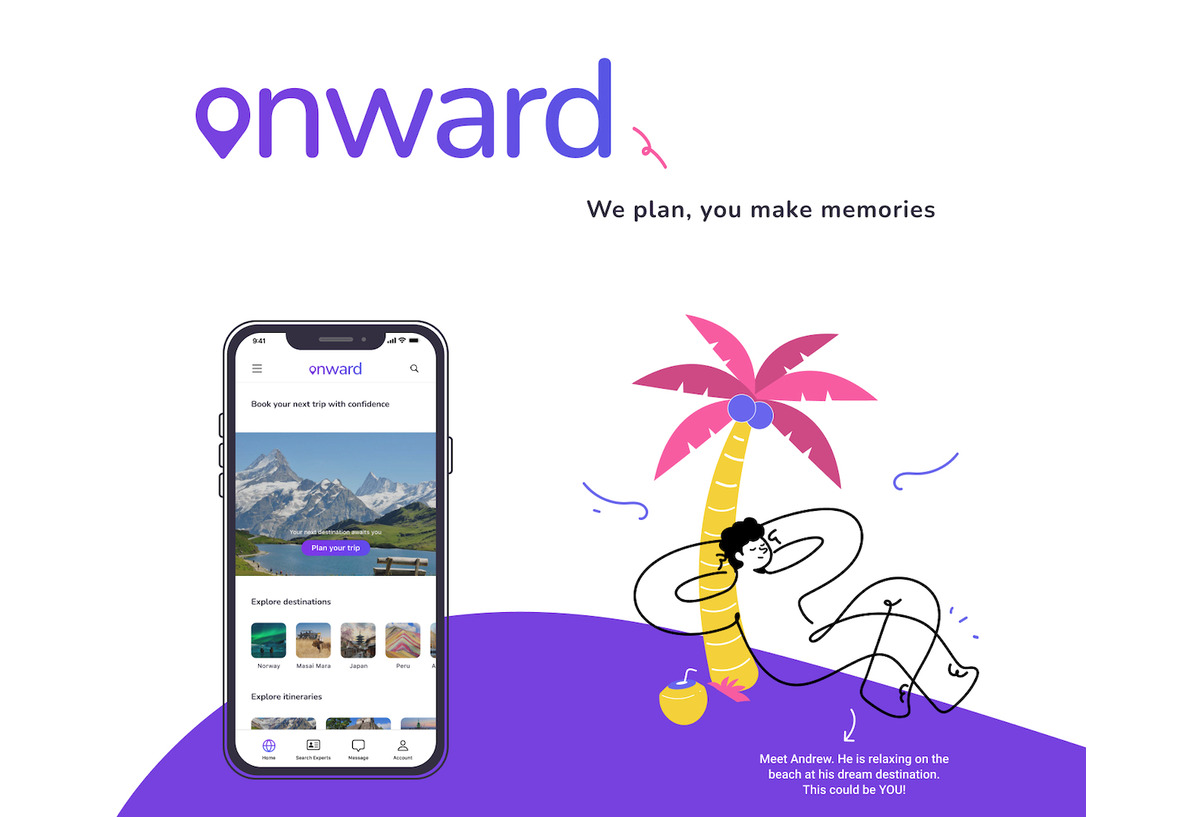 onward
We plan, you make memories
9:41
onward
Book your next trip with confidence
Your next destination awaits you
Plan your trip
Explore destinations
Norway Masai Mara Japan Peru A
Explore itineraries
Home Search Experts Message Account
Meet Andrew. He is relaxing on the
beach at his dream destination.
This could be YOU!